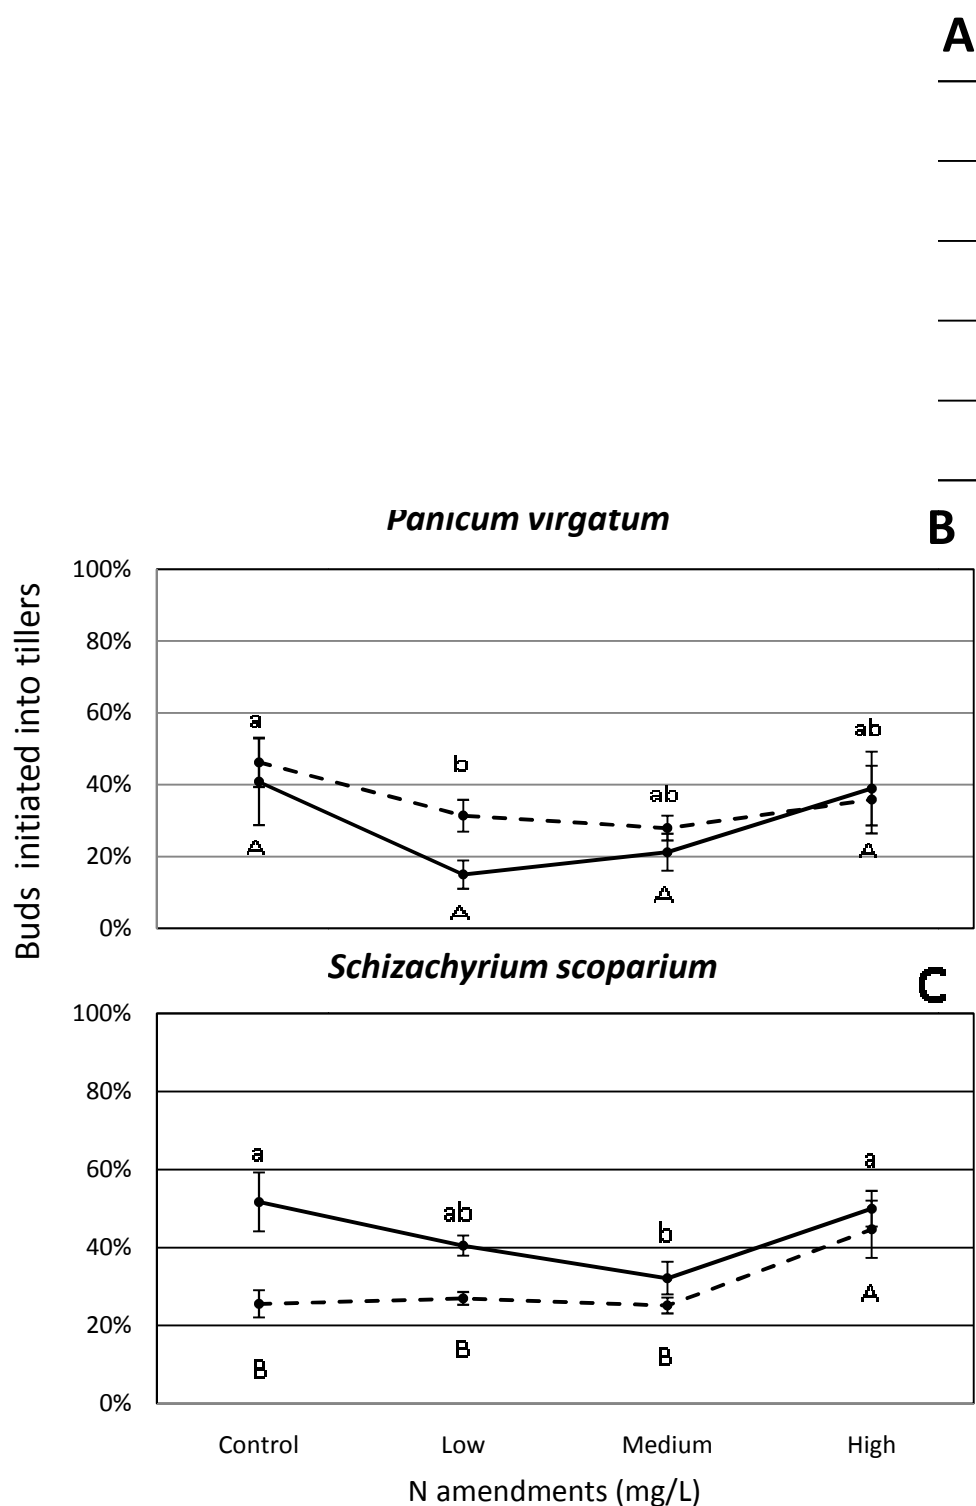 A
Panicum virgatum
B
Buds initiated into tillers
100%
80%
60%
40%
20%
0%
a
b
ab
ab
A
A
A
A
Schizachyrium scoparium
C
100%
80%
60%
40%
20%
0%
a
ab
b
a
B
B
B
A
Control Low Medium High
N amendments (mg/L)